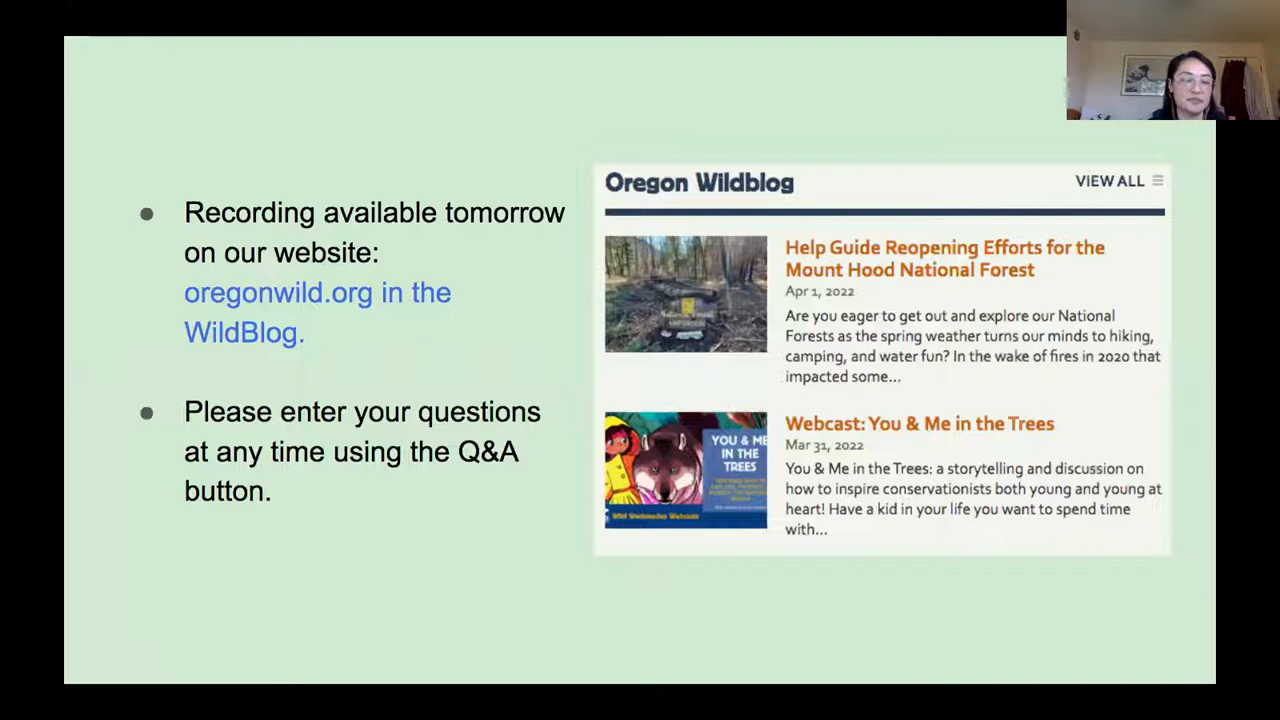 Recording available tomorrow
on our website:
oregonwild.org in the
WildBlog.
Please enter your questions
at any time using the Q&A
button.
Oregon Wildblog
VIEW ALL
Help Guide Reopening Efforts for the
Mount Hood National Forest
Apr 1, 2022
Are you eager to get out and explore our National
Forests as the spring weather turns our minds to hiking,
camping, and water fun? In the wake of fires in 2020 that
impacted some...
YOU & ME
IN THE
TREES
Wild Wednesday Webcasts
Webcast: You & Me in the Trees
Mar 31, 2022
You & Me in the Trees: a storytelling and discussion on
how to inspire conservationists both young and young at
heart! Have a kid in your life you want to spend time
with...